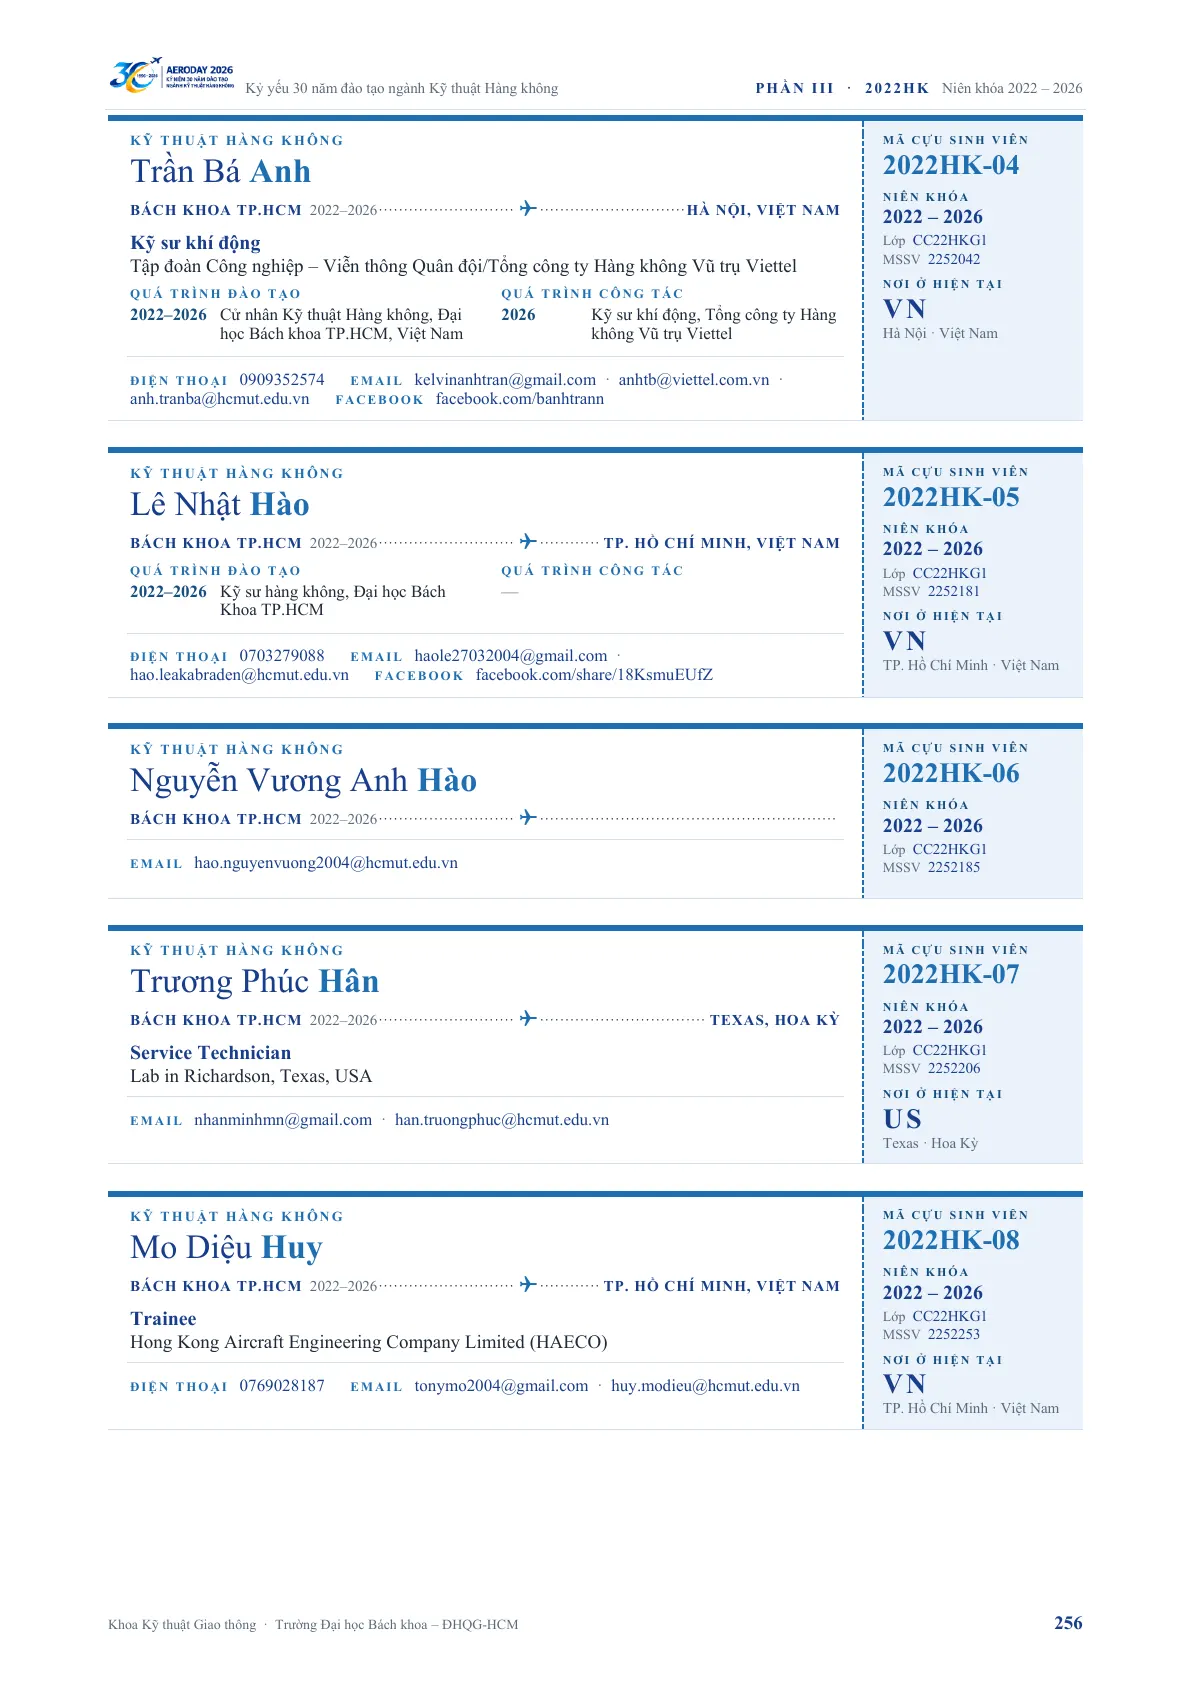 AERODAY 2026
KỶ NIỆM 30 NĂM ĐÀO TẠO
NGÀNH KỸ THUẬT HÀNG KHÔNG
1996 - 2026
Kỷ yếu 30 năm đào tạo ngành Kỹ thuật Hàng không
PHẦN III · 2022HK Niên khóa 2022 – 2026
KỸ THUẬT HÀNG KHÔNG
Trần Bá Anh
BÁCH KHOA TP.HCM 2022–2026 ✈ HÀ NỘI, VIỆT NAM
Kỹ sư khí động
Tập đoàn Công nghiệp – Viễn thông Quân đội/Tổng công ty Hàng không Vũ trụ Viettel
QUÁ TRÌNH ĐÀO TẠO
2022–2026 Cử nhân Kỹ thuật Hàng không, Đại
học Bách khoa TP.HCM, Việt Nam
QUÁ TRÌNH CÔNG TÁC
2026 Kỹ sư khí động, Tổng công ty Hàng
không Vũ trụ Viettel
ĐIỆN THOẠI 0909352574 EMAIL kelvinanhtran@gmail.com · anhtb@viettel.com.vn ·
anh.tranba@hcmut.edu.vn FACEBOOK facebook.com/banhtrann
MÃ CỰU SINH VIÊN
2022HK-04
NIÊN KHÓA
2022 – 2026
Lớp CC22HKG1
MSSV 2252042
NƠI Ở HIỆN TẠI
VN
Hà Nội · Việt Nam
KỸ THUẬT HÀNG KHÔNG
Lê Nhật Hào
BÁCH KHOA TP.HCM 2022–2026 ✈ TP. HỒ CHÍ MINH, VIỆT NAM
QUÁ TRÌNH ĐÀO TẠO
2022–2026 Kỹ sư hàng không, Đại học Bách
Khoa TP.HCM
QUÁ TRÌNH CÔNG TÁC
—
ĐIỆN THOẠI 0703279088 EMAIL haole27032004@gmail.com ·
hao.leakabraden@hcmut.edu.vn FACEBOOK facebook.com/share/18KsmuEUfZ
MÃ CỰU SINH VIÊN
2022HK-05
NIÊN KHÓA
2022 – 2026
Lớp CC22HKG1
MSSV 2252181
NƠI Ở HIỆN TẠI
VN
TP. Hồ Chí Minh · Việt Nam
KỸ THUẬT HÀNG KHÔNG
Nguyễn Vương Anh Hào
BÁCH KHOA TP.HCM 2022–2026 ✈
EMAIL hao.nguyenvuong2004@hcmut.edu.vn
MÃ CỰU SINH VIÊN
2022HK-06
NIÊN KHÓA
2022 – 2026
Lớp CC22HKG1
MSSV 2252185
KỸ THUẬT HÀNG KHÔNG
Trương Phúc Hân
BÁCH KHOA TP.HCM 2022–2026 ✈ TEXAS, HOA KỲ
Service Technician
Lab in Richardson, Texas, USA
EMAIL nhanminhmn@gmail.com · han.truongphuc@hcmut.edu.vn
MÃ CỰU SINH VIÊN
2022HK-07
NIÊN KHÓA
2022 – 2026
Lớp CC22HKG1
MSSV 2252206
NƠI Ở HIỆN TẠI
US
Texas · Hoa Kỳ
KỸ THUẬT HÀNG KHÔNG
Mo Diệu Huy
BÁCH KHOA TP.HCM 2022–2026 ✈ TP. HỒ CHÍ MINH, VIỆT NAM
Trainee
Hong Kong Aircraft Engineering Company Limited (HAECO)
ĐIỆN THOẠI 0769028187 EMAIL tonymo2004@gmail.com · huy.modieu@hcmut.edu.vn
MÃ CỰU SINH VIÊN
2022HK-08
NIÊN KHÓA
2022 – 2026
Lớp CC22HKG1
MSSV 2252253
NƠI Ở HIỆN TẠI
VN
TP. Hồ Chí Minh · Việt Nam
Khoa Kỹ thuật Giao thông · Trường Đại học Bách khoa – ĐHQG-HCM
256